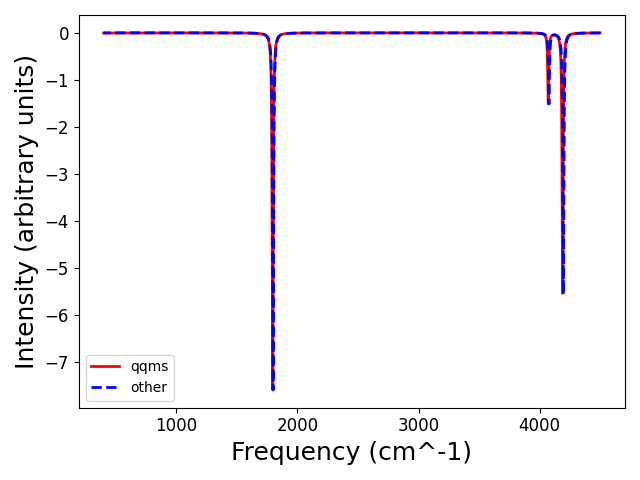 0
−1
−2
−3
−4
−5
−6
−7
Intensity (arbitrary units)
qqms
other
1000 2000 3000 4000
Frequency (cm^-1)